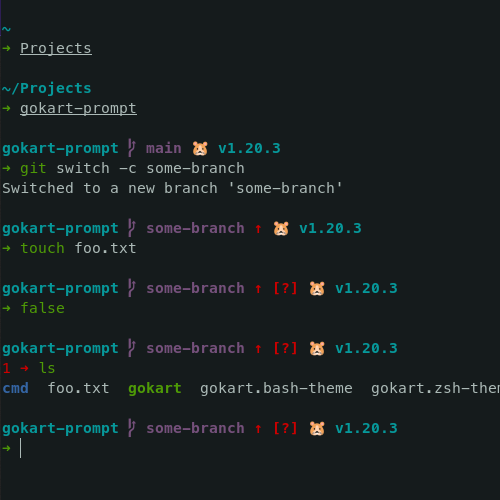 ~
➜ Projects
~/Projects
➜ gokart-prompt
gokart-prompt main 🐹 v1.20.3
➜ git switch -c some-branch
Switched to a new branch 'some-branch'
gokart-prompt some-branch ↑ 🐹 v1.20.3
➜ touch foo.txt
gokart-prompt some-branch ↑ [?] 🐹 v1.20.3
➜ false
gokart-prompt some-branch ↑ [?] 🐹 v1.20.3
1 ➜ ls
cmd foo.txt gokart gokart.bash-theme gokart.zsh-the
gokart-prompt some-branch ↑ [?] 🐹 v1.20.3
➜